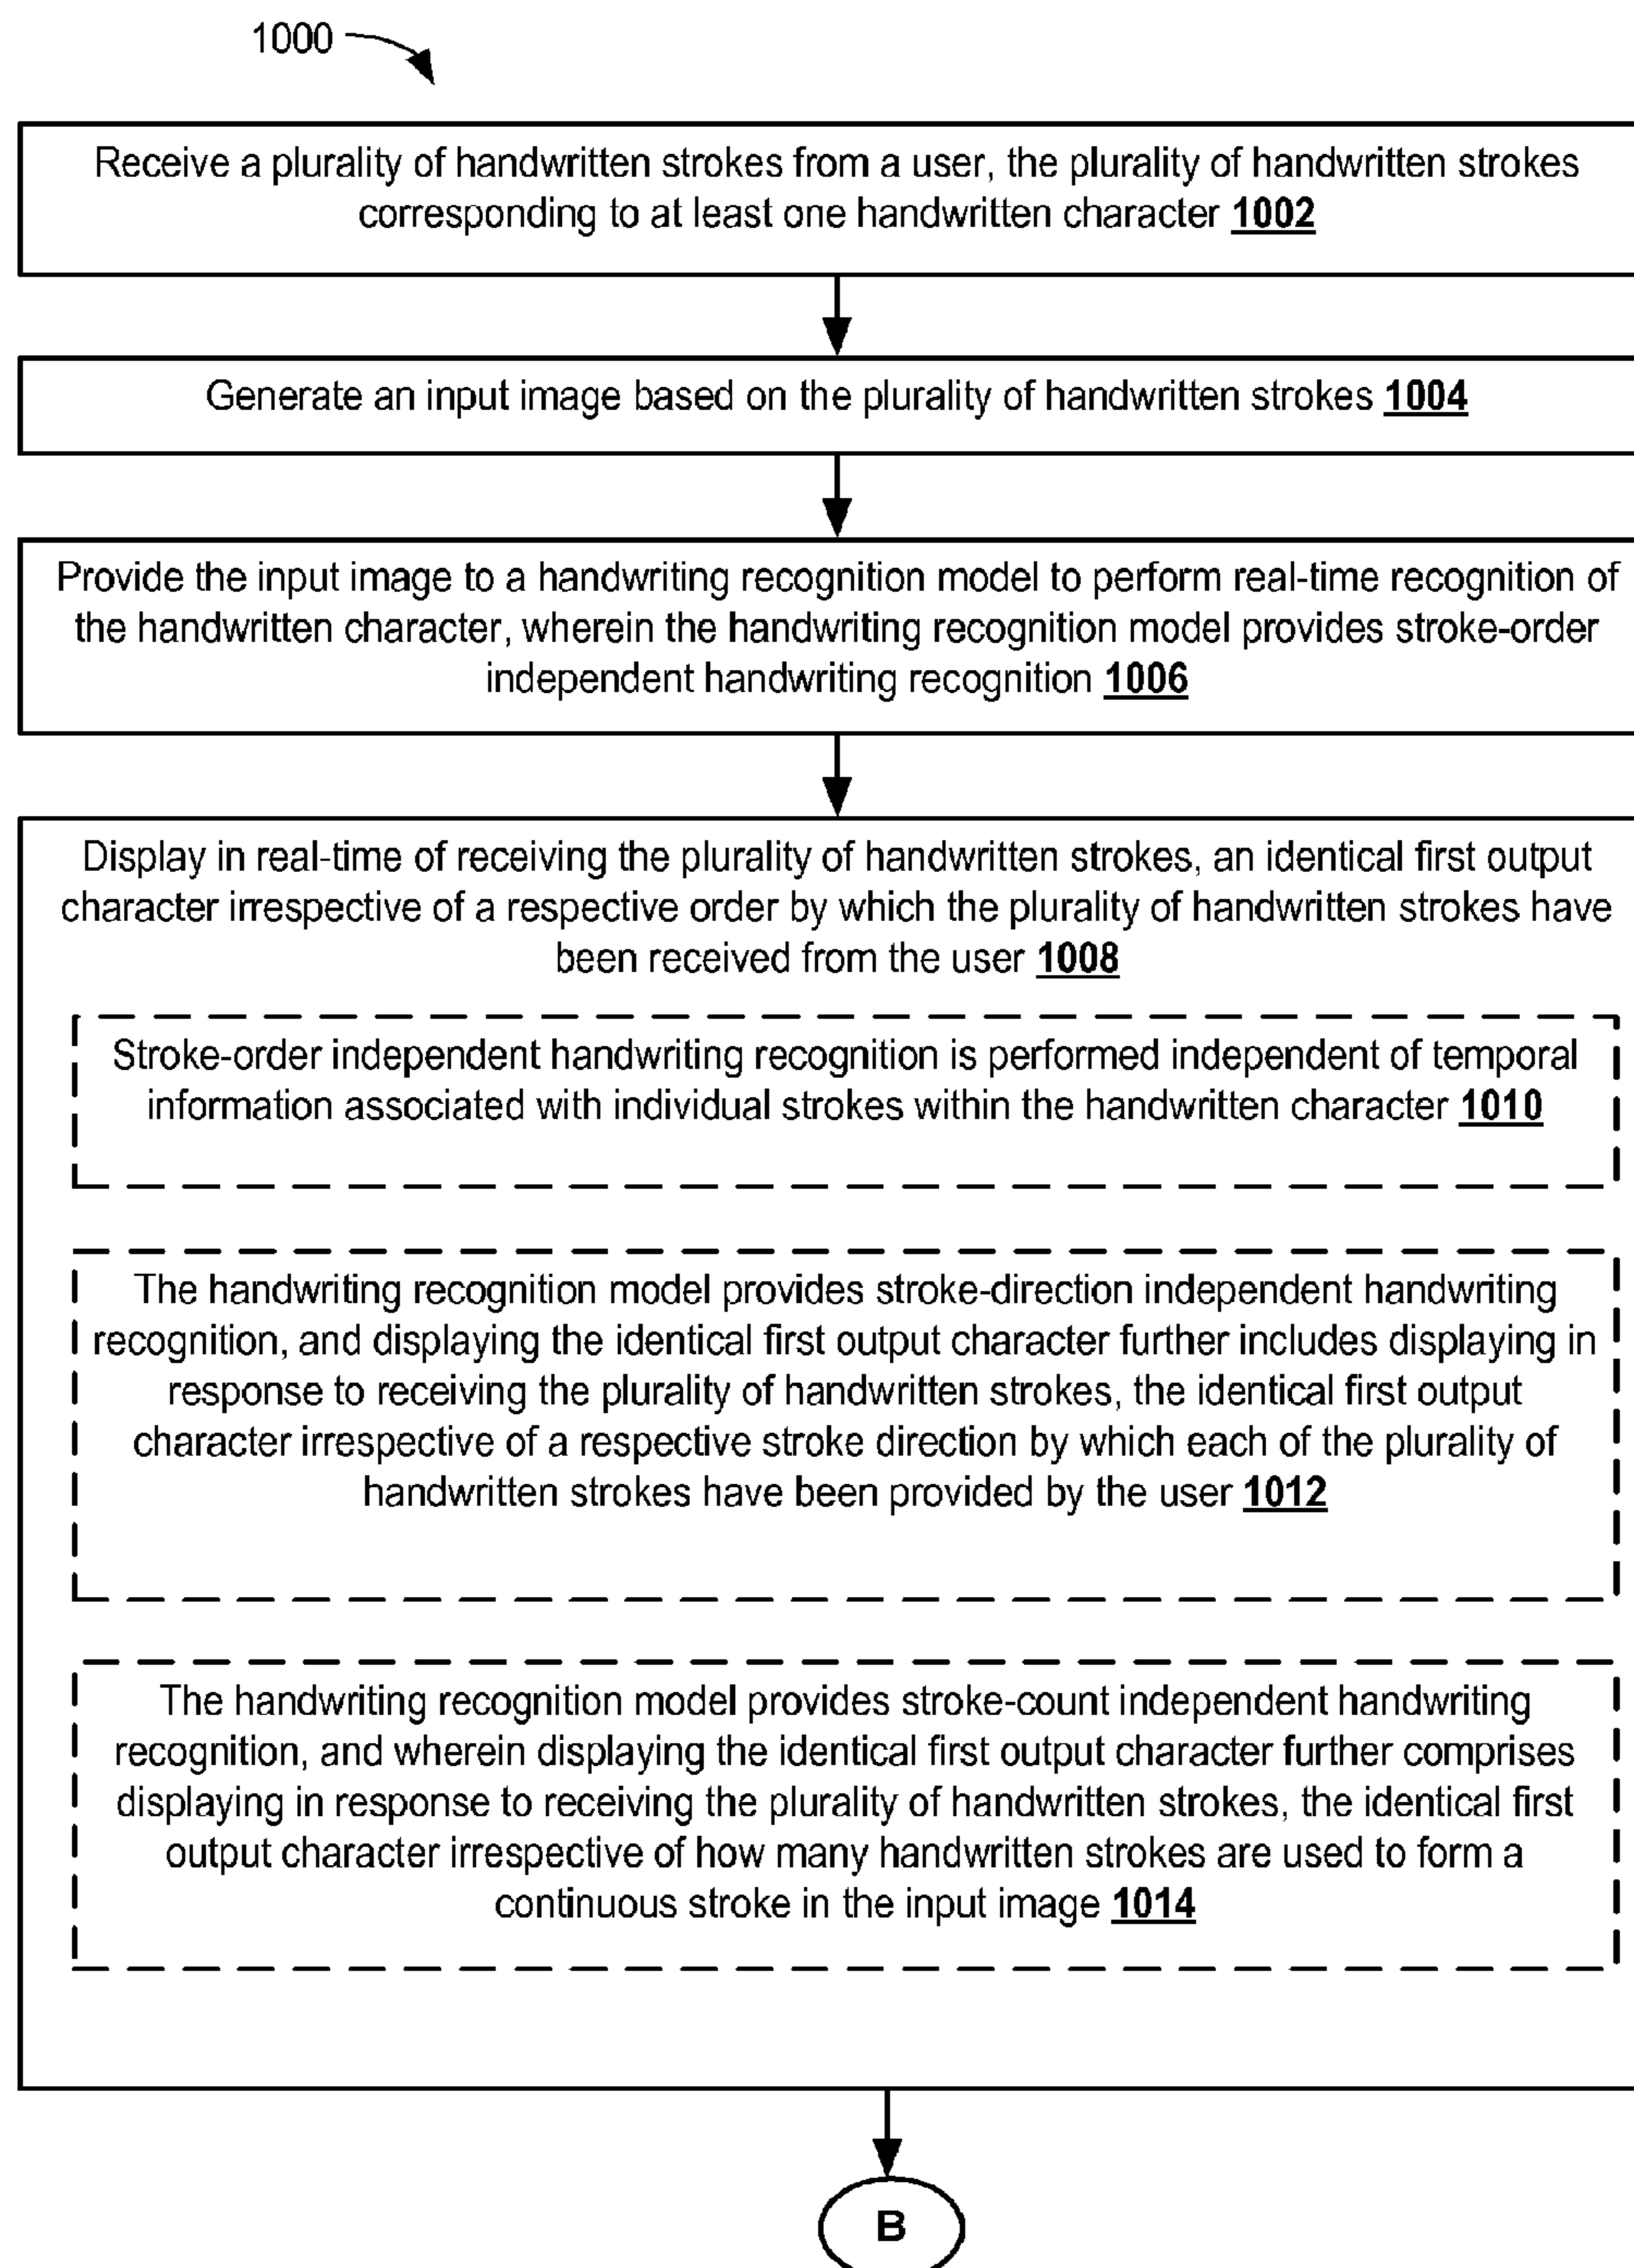 1000
Receive a plurality of handwritten strokes from a user, the plurality of handwritten strokes
corresponding to at least one handwritten character 1002
Generate an input image based on the plurality of handwritten strokes 1004
Provide the input image to a handwriting recognition model to perform real-time recognition of
the handwritten character, wherein the handwriting recognition model provides stroke-order
independent handwriting recognition 1006
Display in real-time of receiving the plurality of handwritten strokes, an identical first output
character irrespective of a respective order by which the plurality of handwritten strokes have
been received from the user 1008
Stroke-order independent handwriting recognition is performed independent of temporal
information associated with individual strokes within the handwritten character 1010
The handwriting recognition model provides stroke-direction independent handwriting
recognition, and displaying the identical first output character further includes displaying in
response to receiving the plurality of handwritten strokes, the identical first output
character irrespective of a respective stroke direction by which each of the plurality of
handwritten strokes have been provided by the user 1012
The handwriting recognition model provides stroke-count independent handwriting
recognition, and wherein displaying the identical first output character further comprises
displaying in response to receiving the plurality of handwritten strokes, the identical first
output character irrespective of how many handwritten strokes are used to form a
continuous stroke in the input image 1014
B